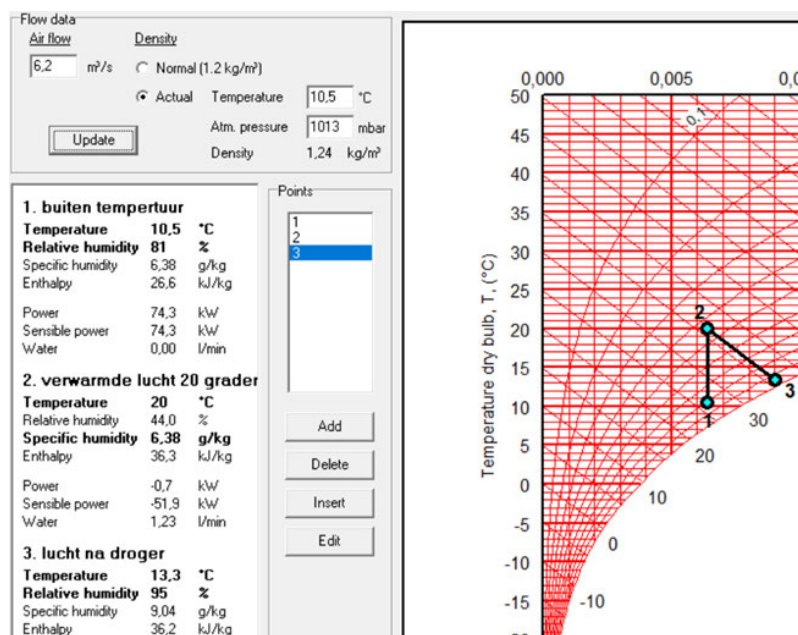 Flow data
Air flow Density
6,2 m³/s Normal (1.2 kg/m³)
Actual Temperature 10,5 °C
Atm. pressure 1013 mbar
Update
Density 1,24 kg/m³
1. buiten tempertuur
Temperature 10,5 °C
Relative humidity 81 %
Specific humidity 6,38 g/kg
Enthalpy 26,6 kJ/kg
Power 74,3 kW
Sensible power 74,3 kW
Water 0,00 l/min
2. verwarmde lucht 20 grader
Temperature 20 °C
Relative humidity 44,0 %
Specific humidity 6,38 g/kg
Enthalpy 36,3 kJ/kg
Power -0,7 kW
Sensible power -51,9 kW
Water 1,23 l/min
3. lucht na droger
Temperature 13,3 °C
Relative humidity 95 %
Specific humidity 9,04 g/kg
Enthalpy 36,2 kJ/kg
Points
1
2
3
Add
Delete
Insert
Edit
0,000 0,005
Temperature dry bulb, T, (°C)
50
45
40
35
30
25
20
15
10
5
0
-5
-10
-15
0,1
2
1
3
30
20
10
0
-10